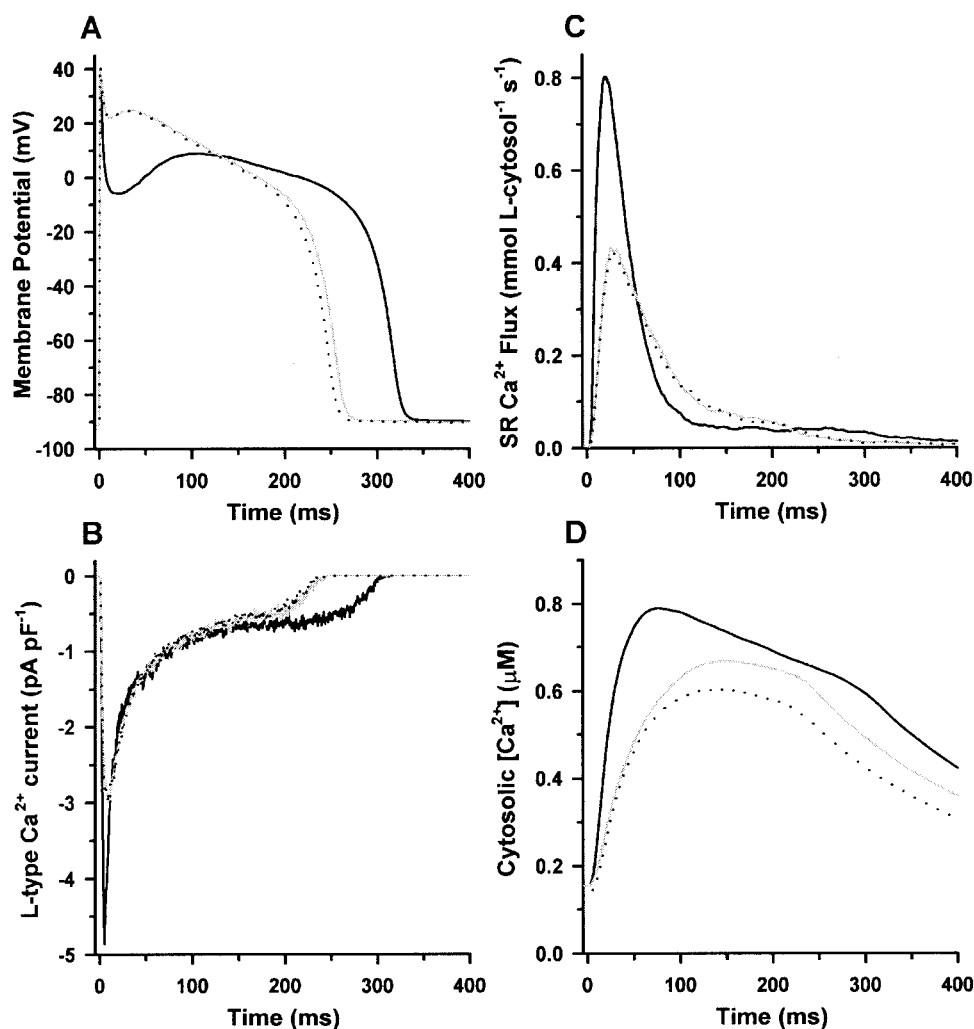 A
40
20
0
-20
-40
-60
-80
-100
Membrane Potential (mV)
0 100 200 300 400
Time (ms)
C
0.8
0.6
0.4
0.2
0.0
SR Ca²⁺ Flux (mmol L-cytosol⁻¹ s⁻¹)
0 100 200 300 400
Time (ms)
B
0
-1
-2
-3
-4
-5
L-type Ca²⁺ current (pA pF⁻¹)
0 100 200 300 400
Time (ms)
D
0.8
0.6
0.4
0.2
0.0
Cytosolic [Ca²⁺] (μM)
0 100 200 300 400
Time (ms)